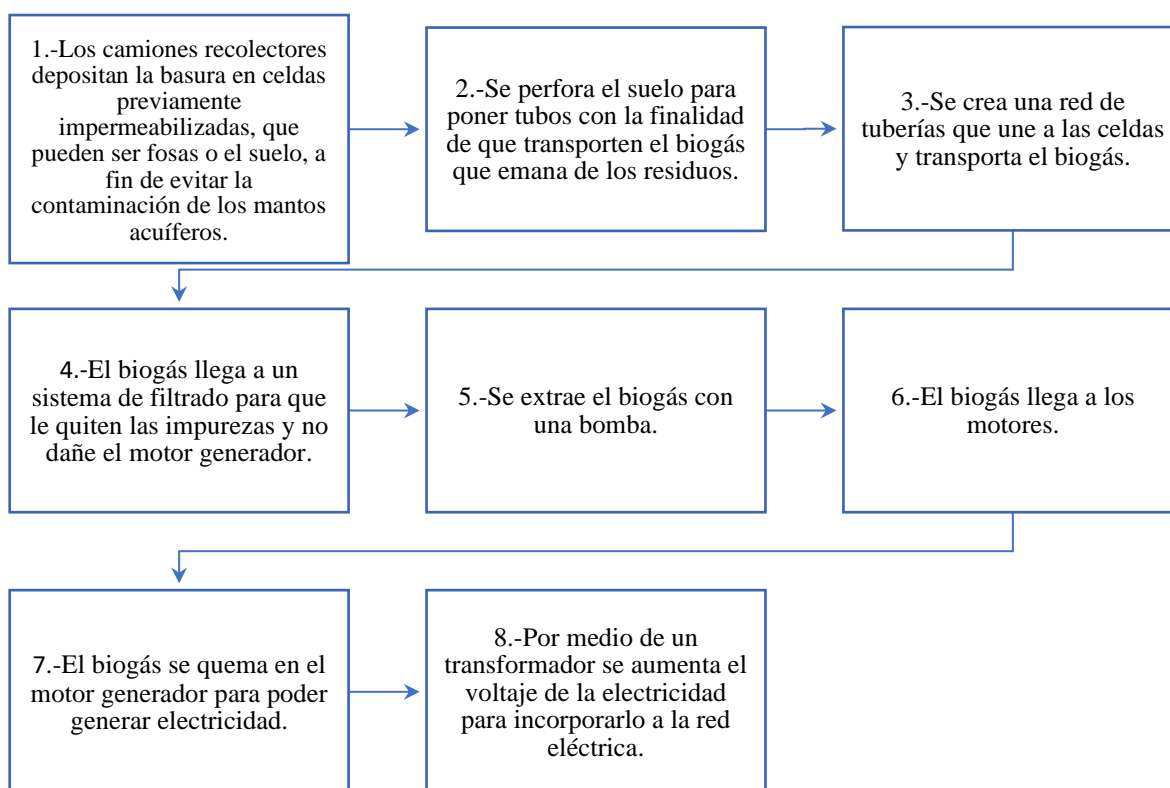 1.-Los camiones recolectores
depositan la basura en celdas
previamente
impermeabilizadas, que
pueden ser fosas o el suelo, a
fin de evitar la
contaminación de los mantos
acuíferos.
2.-Se perfora el suelo para
poner tubos con la finalidad
de que transporten el biogás
que emana de los residuos.
3.-Se crea una red de
tuberías que une a las celdas
y transporta el biogás.
4.-El biogás llega a un
sistema de filtrado para que
le quiten las impurezas y no
dañe el motor generador.
5.-Se extrae el biogás con
una bomba.
6.-El biogás llega a los
motores.
7.-El biogás se quema en el
motor generador para poder
generar electricidad.
8.-Por medio de un
transformador se aumenta el
voltaje de la electricidad
para incorporarlo a la red
eléctrica.